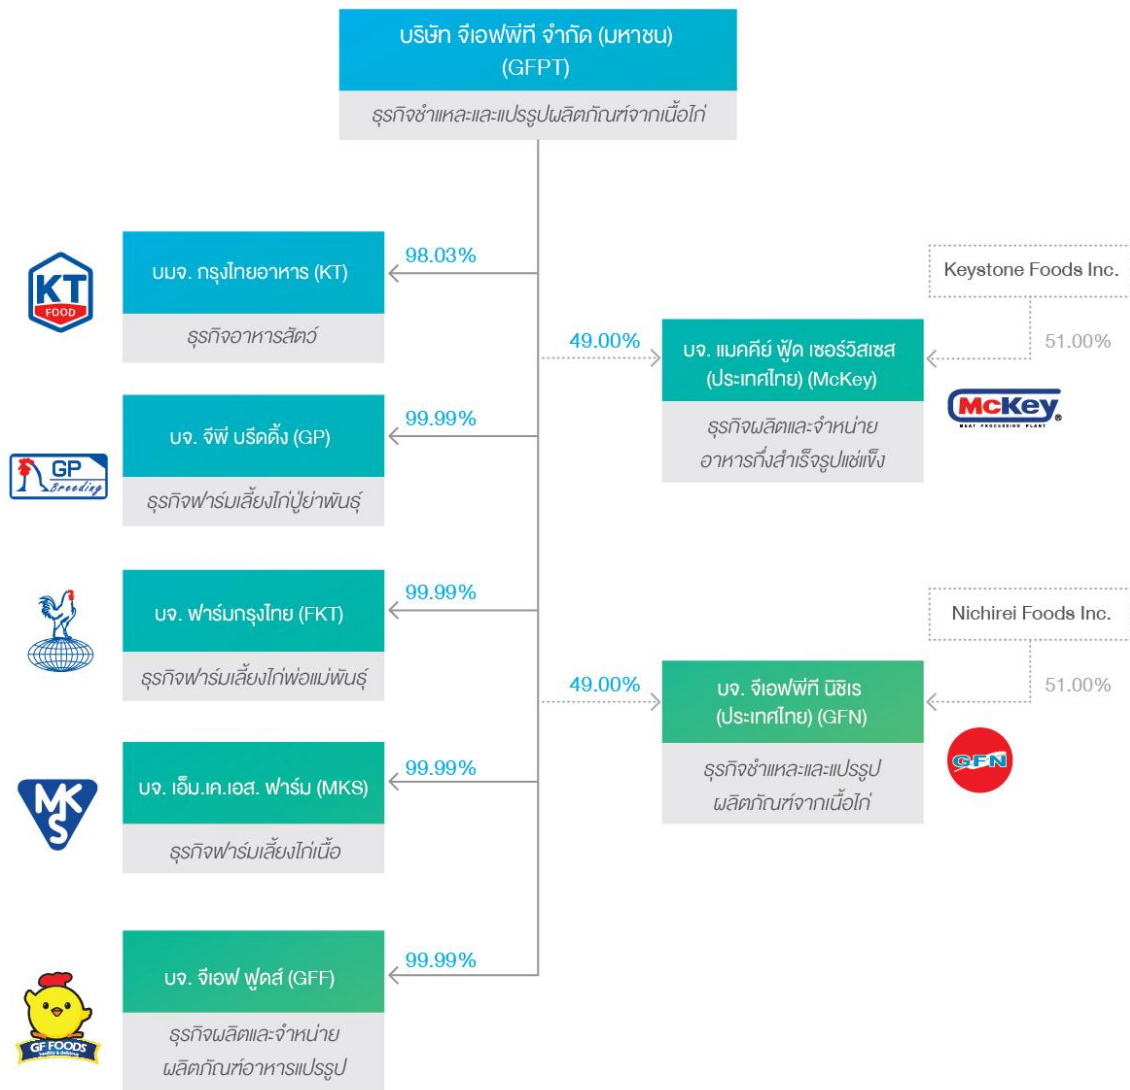 บริษัท จีเอฟพีที จำกัด (มหาชน)
(GFPT)
ธุรกิจชำแหละและแปรรูปผลิตภัณฑ์จากเนื้อไก่
KT
FOOD
98.03%
บมจ. กรุงไทยอาหาร (KT)
ธุรกิจอาหารสัตว์
GP
Breeding
99.99%
บจ. จีพี บรีดดิ้ง (GP)
ธุรกิจฟาร์มเลี้ยงไก่ปู่ย่าพันธุ์
99.99%
บจ. ฟาร์มกรุงไทย (FKT)
ธุรกิจฟาร์มเลี้ยงไก่พ่อแม่พันธุ์
MKS
99.99%
บจ. เอ็ม.เค.เอส. ฟาร์ม (MKS)
ธุรกิจฟาร์มเลี้ยงไก่เนื้อ
GF FOODS
healthy & delicious
99.99%
บจ. จีเอฟ ฟูดส์ (GFF)
ธุรกิจผลิตและจำหน่าย
ผลิตภัณฑ์อาหารแปรรูป
Keystone Foods Inc.
49.00%
51.00%
บจ. แมคคีย์ ฟู้ด เซอร์วิสเซส
(ประเทศไทย) (McKey)
ธุรกิจผลิตและจำหน่าย
อาหารกึ่งสำเร็จรูปแช่แข็ง
McKey®
MEAT PROCESSING PLANT
Nichirei Foods Inc.
49.00%
51.00%
บจ. จีเอฟพีที นิชิเร
(ประเทศไทย) (GFN)
ธุรกิจชำแหละและแปรรูป
ผลิตภัณฑ์จากเนื้อไก่
GFN